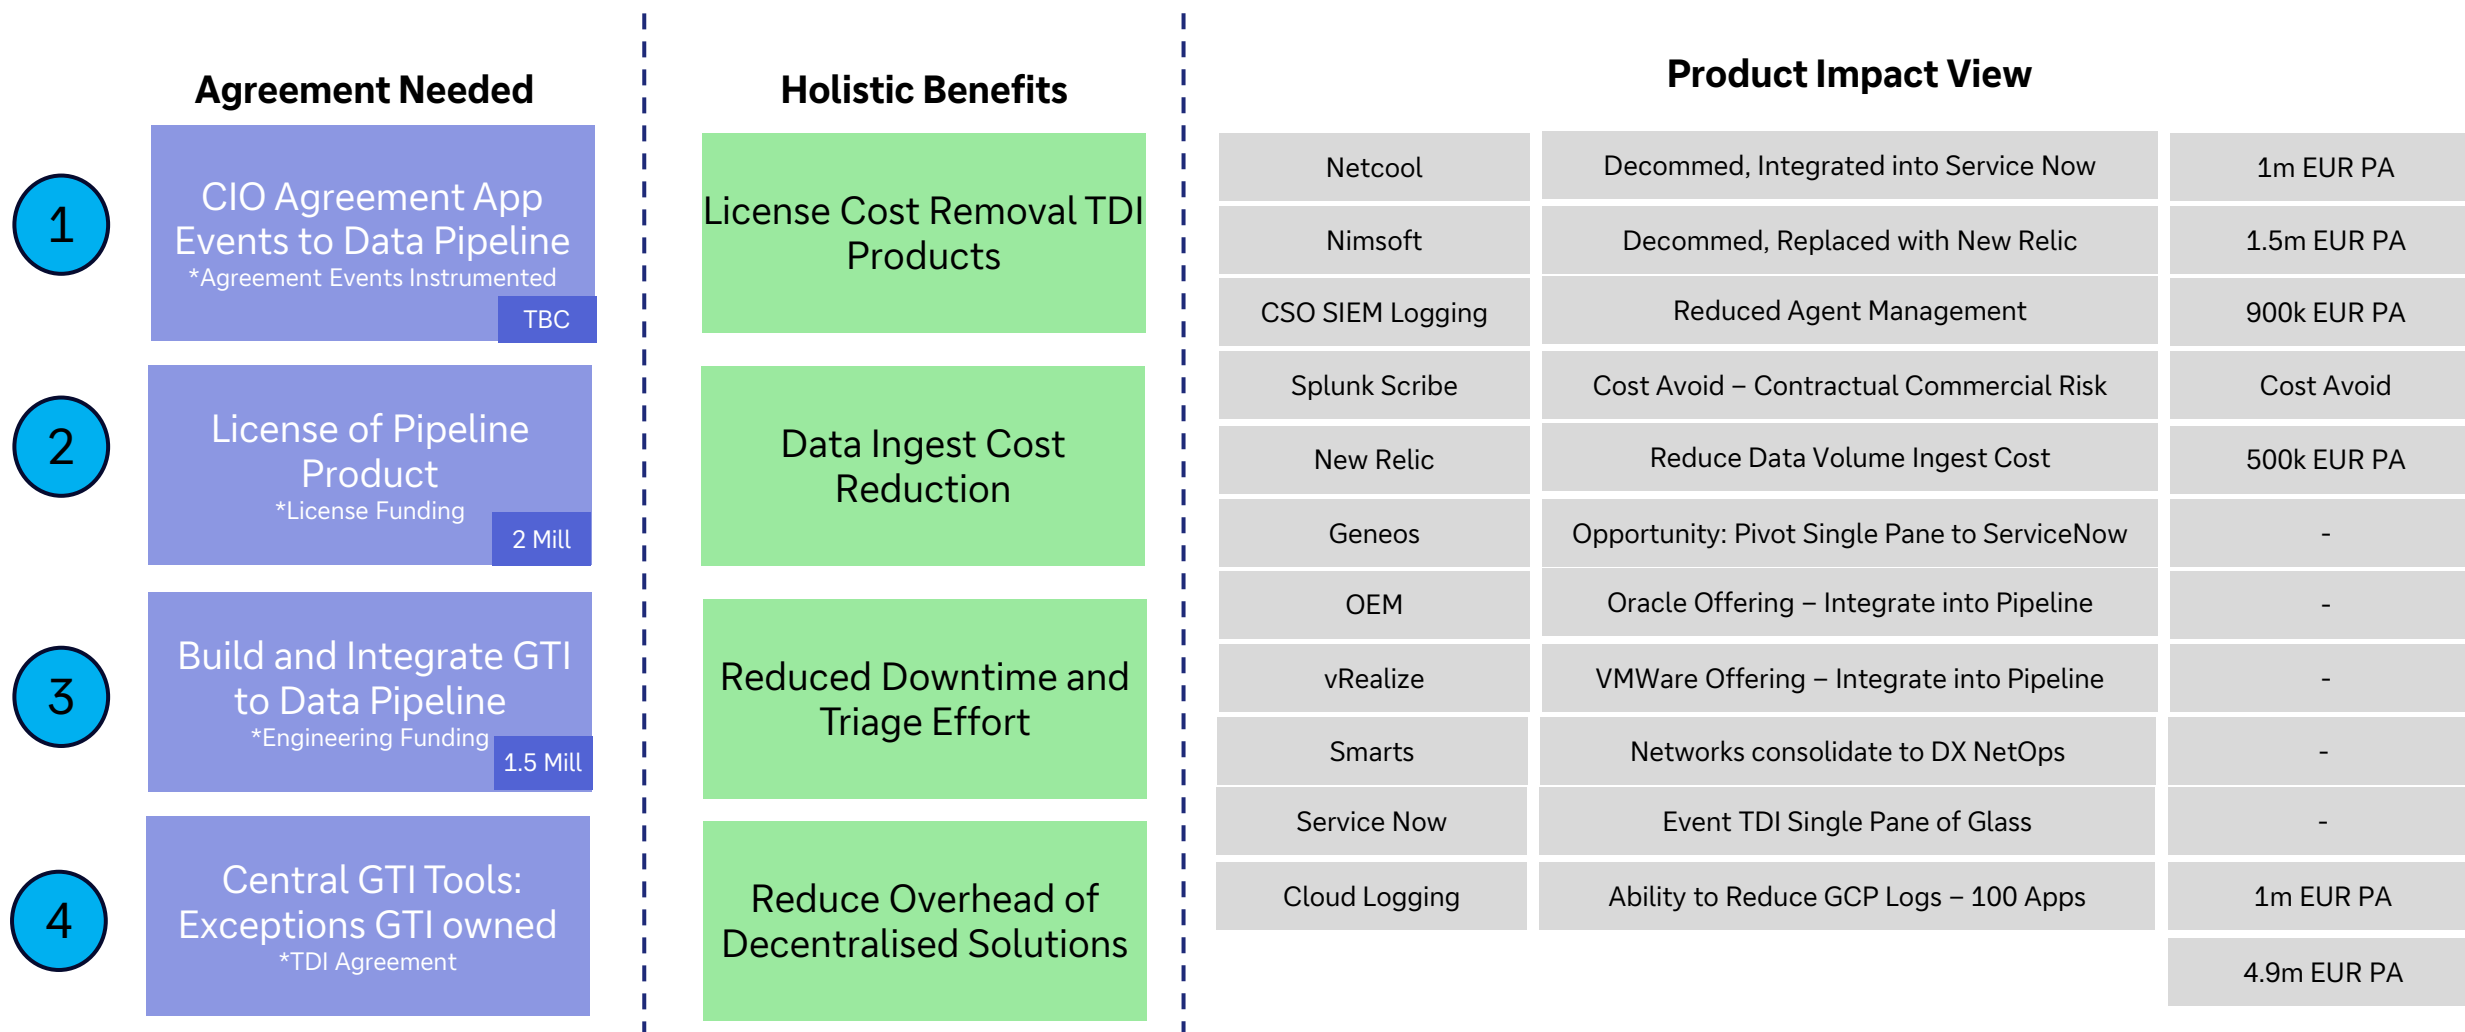 Agreement Needed
1
CIO Agreement App
Events to Data Pipeline
*Agreement Events Instrumented
TBC
2
License of Pipeline
Product
*License Funding
2 Mill
3
Build and Integrate GTI
to Data Pipeline
*Engineering Funding
1.5 Mill
4
Central GTI Tools:
Exceptions GTI owned
*TDI Agreement
Holistic Benefits
License Cost Removal TDI
Products
Data Ingest Cost
Reduction
Reduced Downtime and
Triage Effort
Reduce Overhead of
Decentralised Solutions
Product Impact View
Netcool Decommed, Integrated into Service Now 1m EUR PA
Nimsoft Decommed, Replaced with New Relic 1.5m EUR PA
CSO SIEM Logging Reduced Agent Management 900k EUR PA
Splunk Scribe Cost Avoid – Contractual Commercial Risk Cost Avoid
New Relic Reduce Data Volume Ingest Cost 500k EUR PA
Geneos Opportunity: Pivot Single Pane to ServiceNow -
OEM Oracle Offering – Integrate into Pipeline -
vRealize VMWare Offering – Integrate into Pipeline -
Smarts Networks consolidate to DX NetOps -
Service Now Event TDI Single Pane of Glass -
Cloud Logging Ability to Reduce GCP Logs – 100 Apps 1m EUR PA
4.9m EUR PA